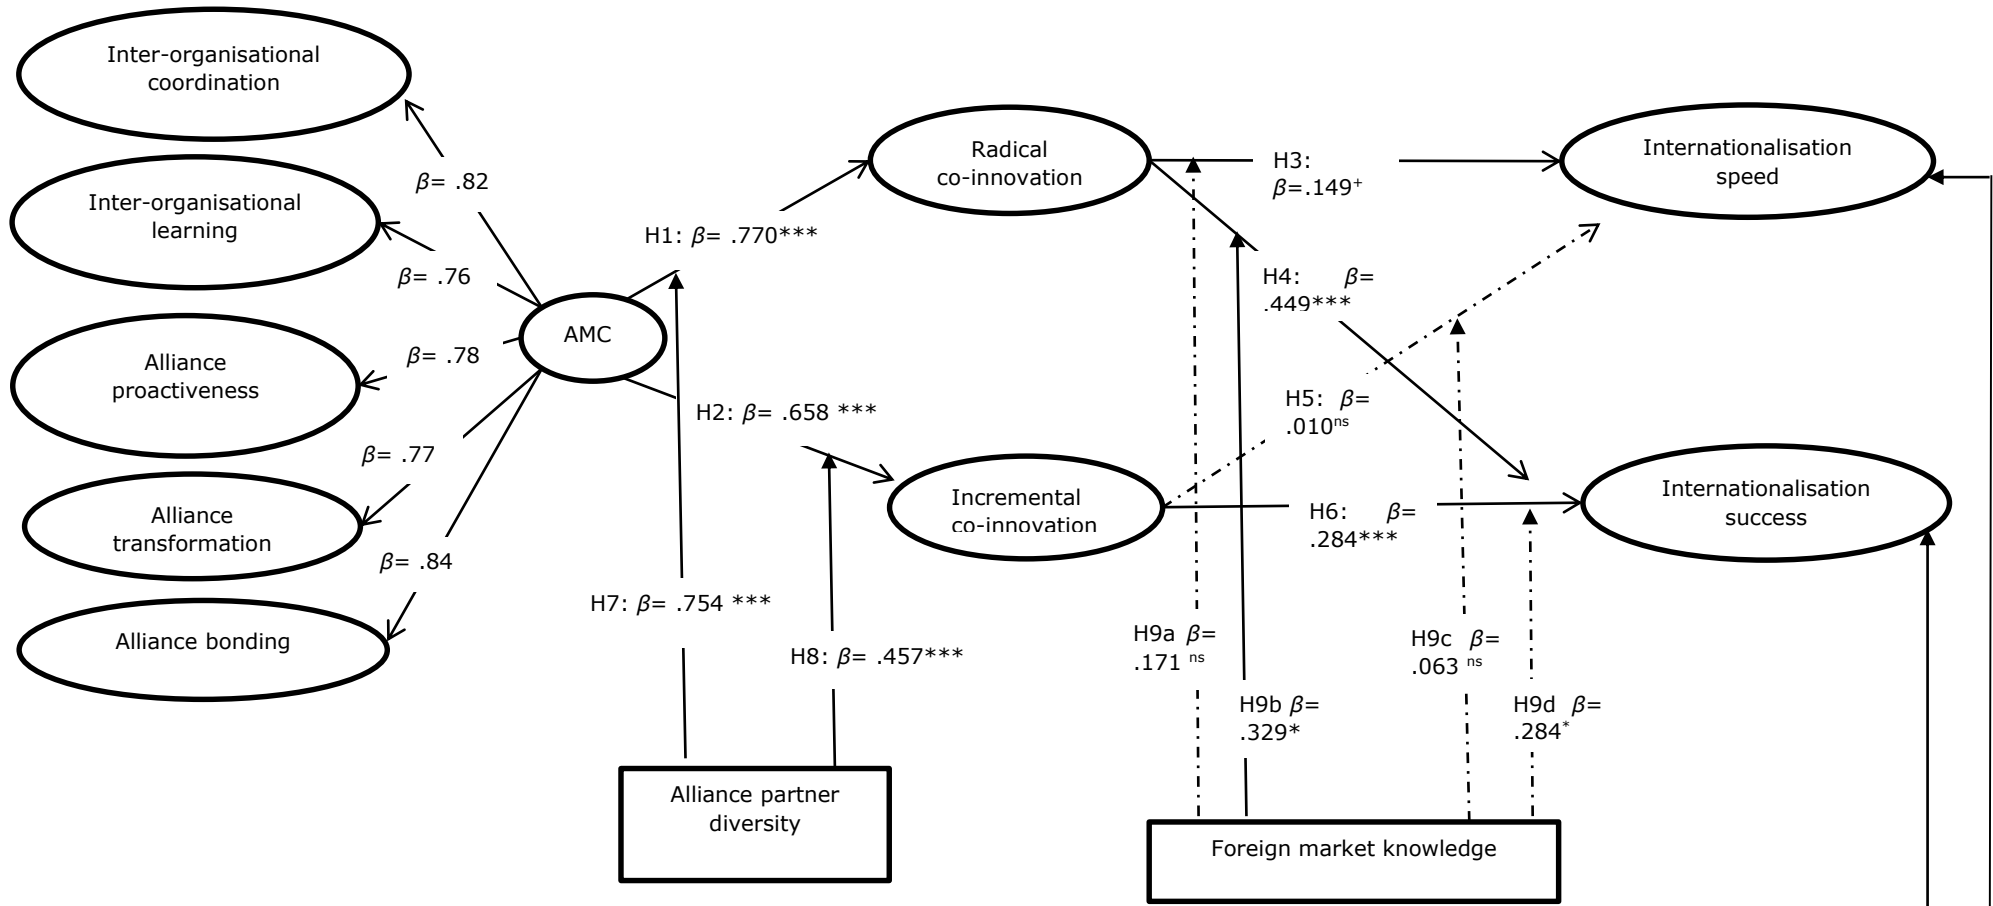 Inter-organisational
coordination
β= .82
Inter-organisational
learning
β= .76
Alliance
proactiveness
β= .78
Alliance
transformation
β= .77
Alliance bonding
β= .84
AMC
H1: β= .770***
H2: β= .658 ***
H7: β= .754 ***
H8: β= .457***
Alliance partner
diversity
Radical
co-innovation
Incremental
co-innovation
H3:
β=.149⁺
H4: β=
.449***
H5: β=
.010ⁿˢ
H6: β=
.284***
H9a β=
.171 ⁿˢ
H9b β=
.329*
H9c β=
.063 ⁿˢ
H9d β=
.284*
Foreign market knowledge
Internationalisation
speed
Internationalisation
success